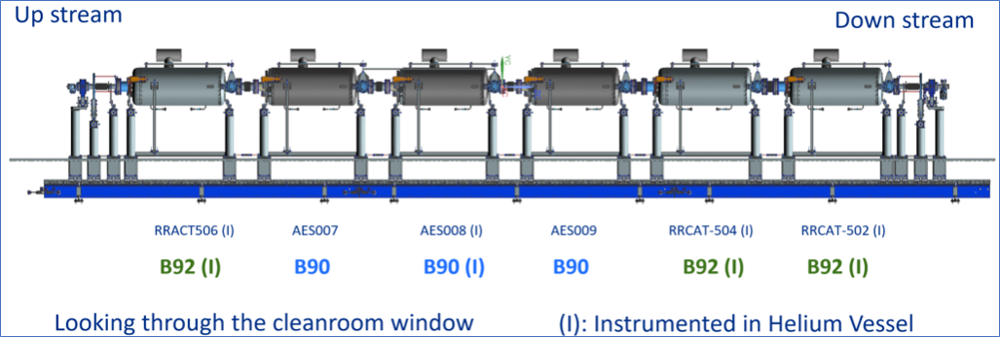 Up stream
Down stream
RRACT506 (I) AES007 AES008 (I) AES009 RRCAT-504 (I) RRCAT-502 (I)
B92 (I) B90 B90 (I) B90 B92 (I) B92 (I)
Looking through the cleanroom window (I): Instrumented in Helium Vessel